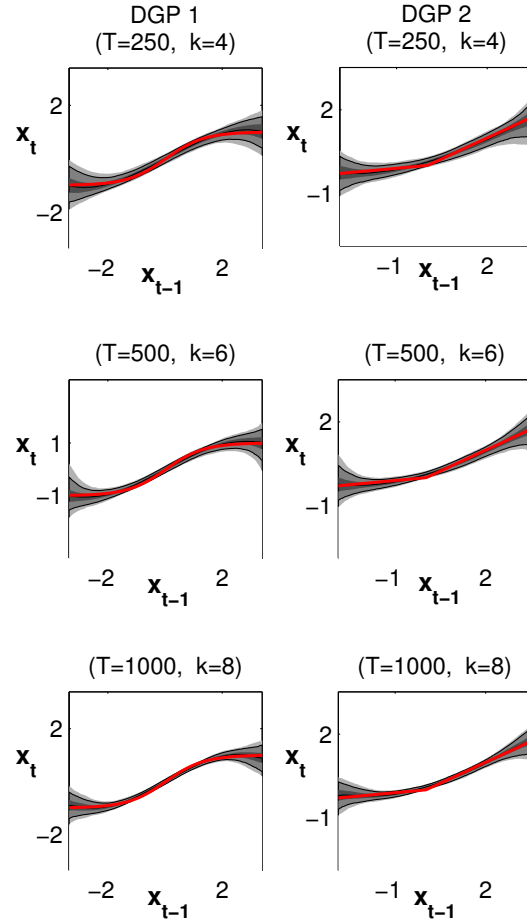 DGP 1
(T=250, k=4)
DGP 2
(T=250, k=4)
2
x_t
−2
−2
2
x_{t−1}
2
x_t
−1
−1
2
x_{t−1}
(T=500, k=6)
(T=500, k=6)
1
x_t
−1
−2
2
x_{t−1}
2
x_t
−1
−1
2
x_{t−1}
(T=1000, k=8)
(T=1000, k=8)
2
x_t
−2
−2
2
x_{t−1}
2
x_t
−1
−1
2
x_{t−1}